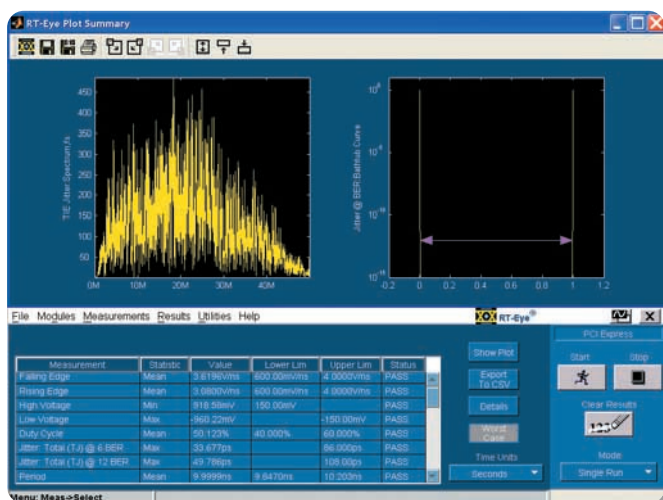 RT-Eye Plot Summary
TIE Jitter Spectrum,fs
450
400
350
300
250
200
150
100
50
0M 10M 20M 30M 40M
Jitter @ BER:Bathtub Curve
10
10
10
10
-0.2 0 0.2 0.4 0.6 0.8 1 1.2
File Modules Measurements Results Utilities Help
RT-Eye®
PCI Express
Measurement Statistic Value Lower Lim Upper Lim Status
Falling Edge Mean 3.6196V/ns 600.00mV/ns 4.0000V/ns PASS
Rising Edge Mean 3.0800V/ns 600.00mV/ns 4.0000V/ns PASS
High Voltage Min 818.58mV 150.00mV PASS
Low Voltage Max -960.22mV -150.00mV PASS
Duty Cycle Mean 50.123% 40.000% 60.000% PASS
Jitter: Total (TJ) @ 6 BER Max 33.677ps 86.000ps PASS
Jitter: Total (TJ) @ 12 BER Max 49.786ps 108.00ps PASS
Period Mean 9.9999ns 9.8470ns 10.203ns PASS
Show Plot
Export
To CSV
Details
Worst
Case
Time Units
Seconds
Start Stop
Clear Results
Mode
Single Run
Menu: Meas->Select